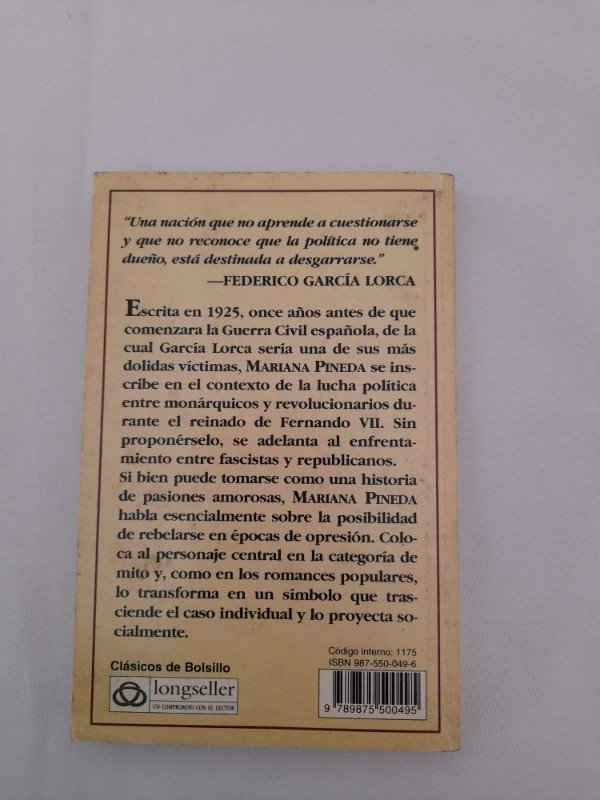 “Una nación que no aprende a cuestionarse
y que no reconoce que la política no tiene
dueño, está destinada a desgarrarse.”
—FEDERICO GARCÍA LORCA
Escrita en 1925, once años antes de que
comenzara la Guerra Civil española, de la
cual García Lorca sería una de sus más
dolidas víctimas, MARIANA PINEDA se ins-
cribe en el contexto de la lucha política
entre monárquicos y revolucionarios du-
rante el reinado de Fernando VII. Sin
proponérselo, se adelanta al enfrenta-
miento entre fascistas y republicanos.
Si bien puede tomarse como una historia
de pasiones amorosas, MARIANA PINEDA
habla esencialmente sobre la posibilidad
de rebelarse en épocas de opresión. Colo-
ca al personaje central en la categoría de
mito y, como en los romances populares,
lo transforma en un símbolo que tras-
ciende el caso individual y lo proyecta so-
cialmente.
Código interno: 1175
ISBN 987-550-049-6
Clásicos de Bolsillo
longseller
UN COMPROMISO CON EL LECTOR
9 789875 500495